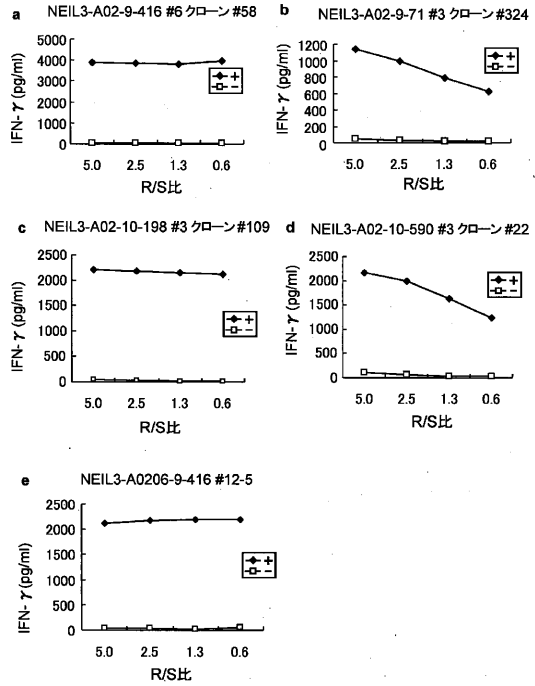 a NEIL3-A02-9-416 #6 クローン #58
IFN-γ (pg/ml)
5000
4000
3000
2000
1000
0
5.0 2.5 1.3 0.6
R/S比
+
−
b NEIL3-A02-9-71 #3 クローン #324
IFN-γ (pg/ml)
1200
1000
800
600
400
200
0
5.0 2.5 1.3 0.6
R/S比
+
−
c NEIL3-A02-10-198 #3 クローン#109
IFN-γ (pg/ml)
2500
2000
1500
1000
500
0
5.0 2.5 1.3 0.6
R/S比
+
−
d NEIL3-A02-10-590 #3 クローン #22
IFN-γ (pg/ml)
2500
2000
1500
1000
500
0
5.0 2.5 1.3 0.6
R/S比
+
−
e NEIL3-A0206-9-416 #12-5
IFN-γ (pg/ml)
2500
2000
1500
1000
500
0
5.0 2.5 1.3 0.6
R/S比
+
−